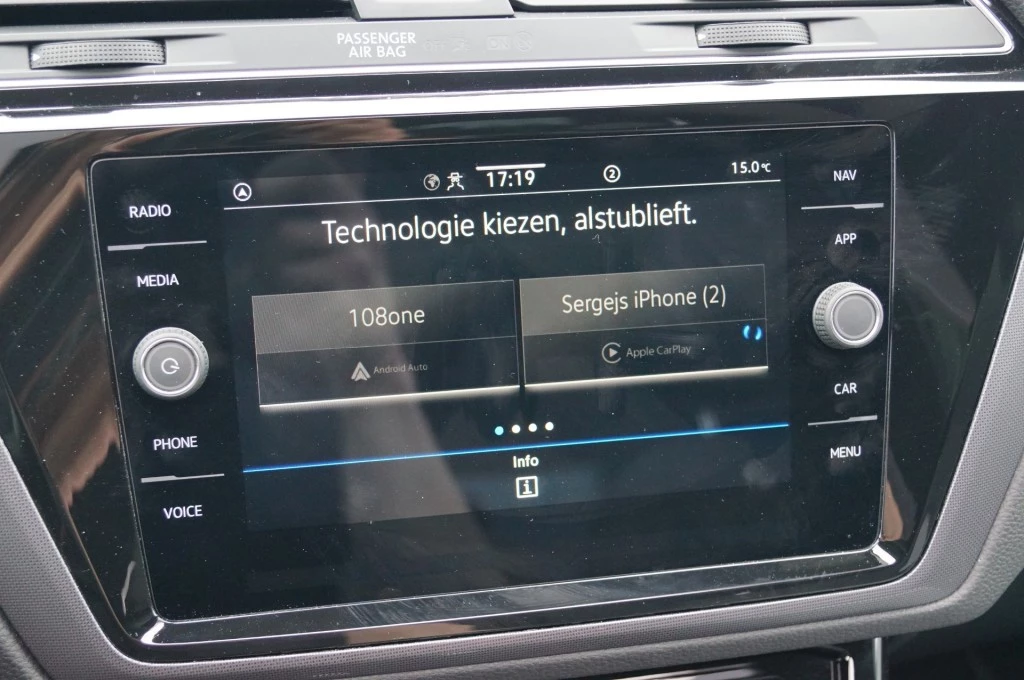 PASSENGER
AIR BAG
17:19
2
15.0°C
RADIO
MEDIA
PHONE
VOICE
Technologie kiezen, alstublieft.
108one
Android Auto
Sergejs iPhone (2)
Apple CarPlay
Info
i
NAV
APP
CAR
MENU